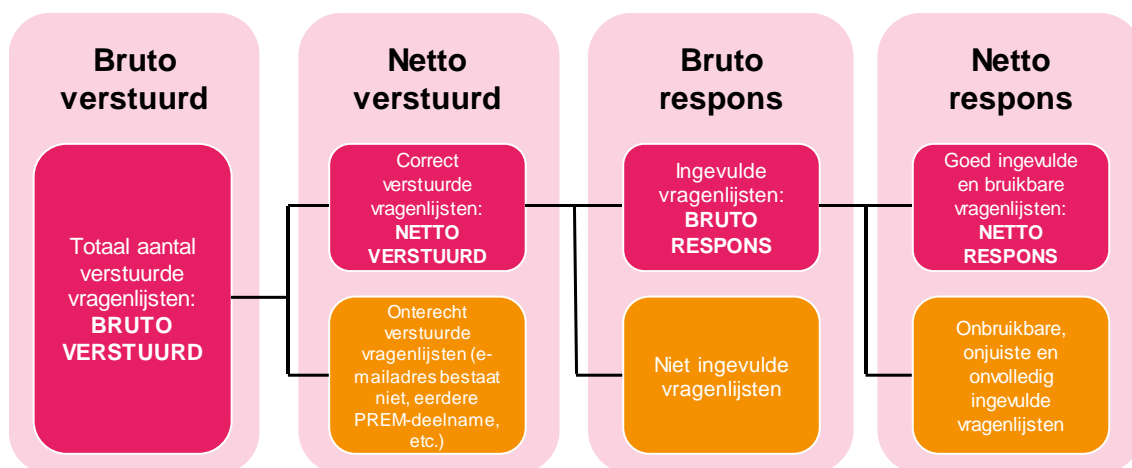 Bruto
verstuurd
Totaal aantal
verstuurde
vragenlijsten:
BRUTO
VERSTUURD
Netto
verstuurd
Correct
verstuurde
vragenlijsten:
NETTO
VERSTUURD
Onterecht
verstuurde
vragenlijsten (e-
mailadres bestaat
niet, eerdere
PREM-deelname,
etc.)
Bruto
respons
Ingevulde
vragenlijsten:
BRUTO
RESPONS
Niet ingevulde
vragenlijsten
Netto
respons
Goed ingevulde
en bruikbare
vragenlijsten:
NETTO
RESPONS
Onbruikbare,
onjuiste en
onvolledig
ingevulde
vragenlijsten